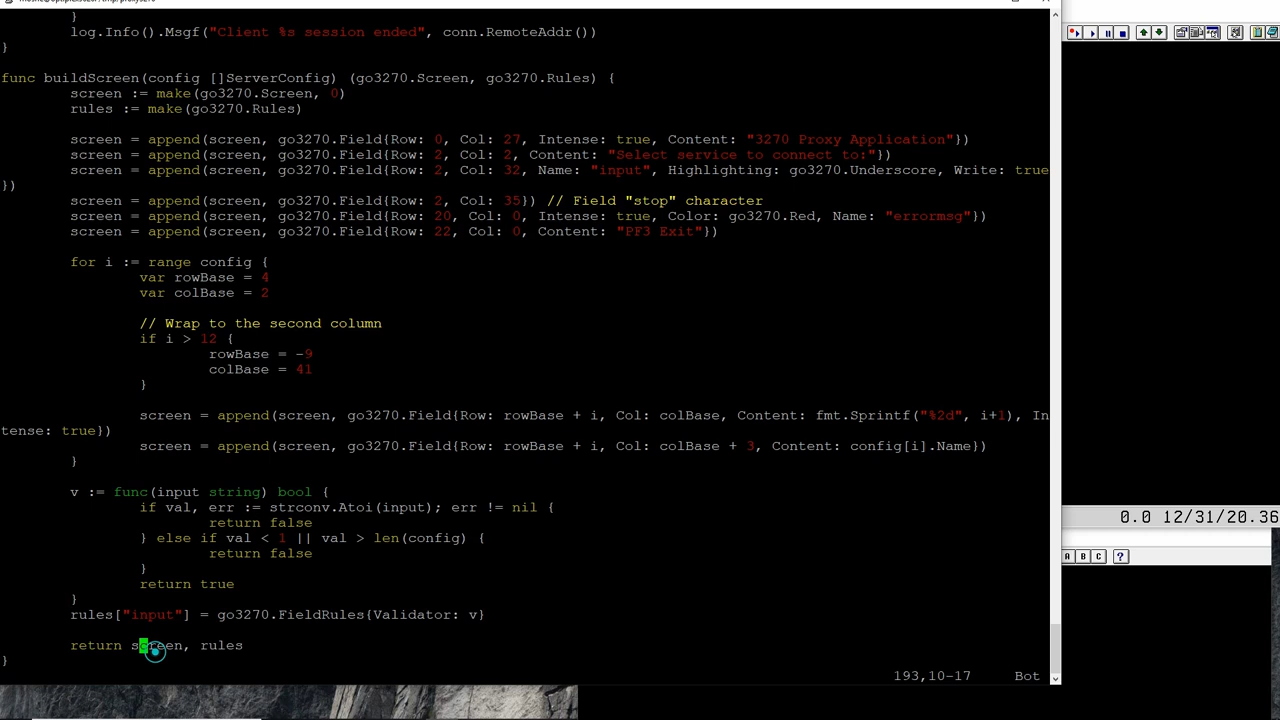 }
log.Info().Msgf("Client %s session ended", conn.RemoteAddr())
}
func buildScreen(config []ServerConfig) (go3270.Screen, go3270.Rules) {
screen := make(go3270.Screen, 0)
rules := make(go3270.Rules)
screen = append(screen, go3270.Field{Row: 0, Col: 27, Intense: true, Content: "3270 Proxy Application"})
screen = append(screen, go3270.Field{Row: 2, Col: 2, Content: "Select service to connect to:"})
screen = append(screen, go3270.Field{Row: 2, Col: 32, Name: "input", Highlighting: go3270.Underscore, Write: true
})
screen = append(screen, go3270.Field{Row: 2, Col: 35}) // Field "stop" character
screen = append(screen, go3270.Field{Row: 20, Col: 0, Intense: true, Color: go3270.Red, Name: "errormsg"})
screen = append(screen, go3270.Field{Row: 22, Col: 0, Content: "PF3 Exit"})
for i := range config {
var rowBase = 4
var colBase = 2
// Wrap to the second column
if i > 12 {
rowBase = -9
colBase = 41
}
screen = append(screen, go3270.Field{Row: rowBase + i, Col: colBase, Content: fmt.Sprintf("%2d", i+1), In
tense: true})
screen = append(screen, go3270.Field{Row: rowBase + i, Col: colBase + 3, Content: config[i].Name})
}
v := func(input string) bool {
if val, err := strconv.Atoi(input); err != nil {
return false
} else if val < 1 || val > len(config) {
return false
}
return true
}
rules["input"] = go3270.FieldRules{Validator: v}
return screen, rules
}
193,10-17 Bot
0.0 12/31/20.36
A B C ?